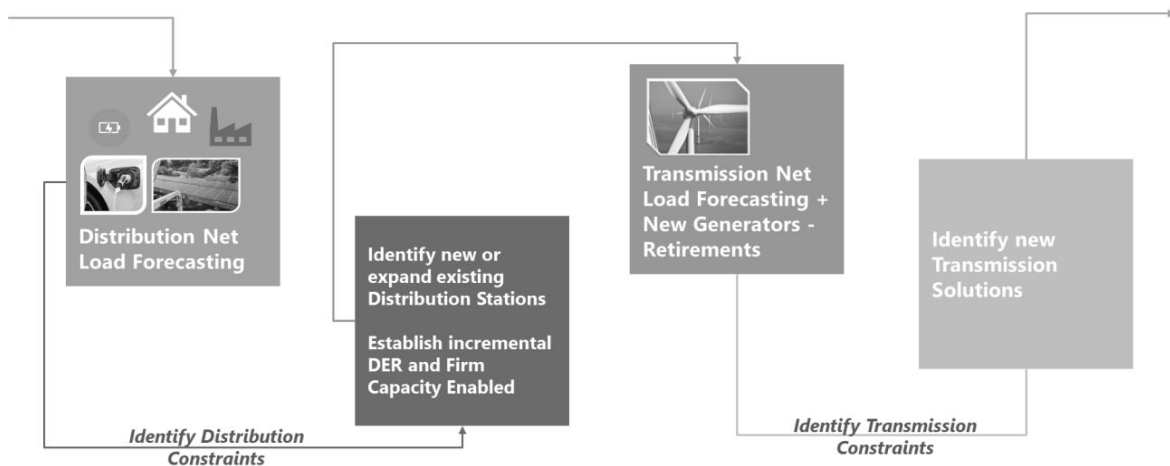 Distribution Net
Load Forecasting
Identify Distribution
Constraints
Identify new or
expand existing
Distribution Stations
Establish incremental
DER and Firm
Capacity Enabled
Transmission Net
Load Forecasting +
New Generators -
Retirements
Identify Transmission
Constraints
Identify new
Transmission
Solutions